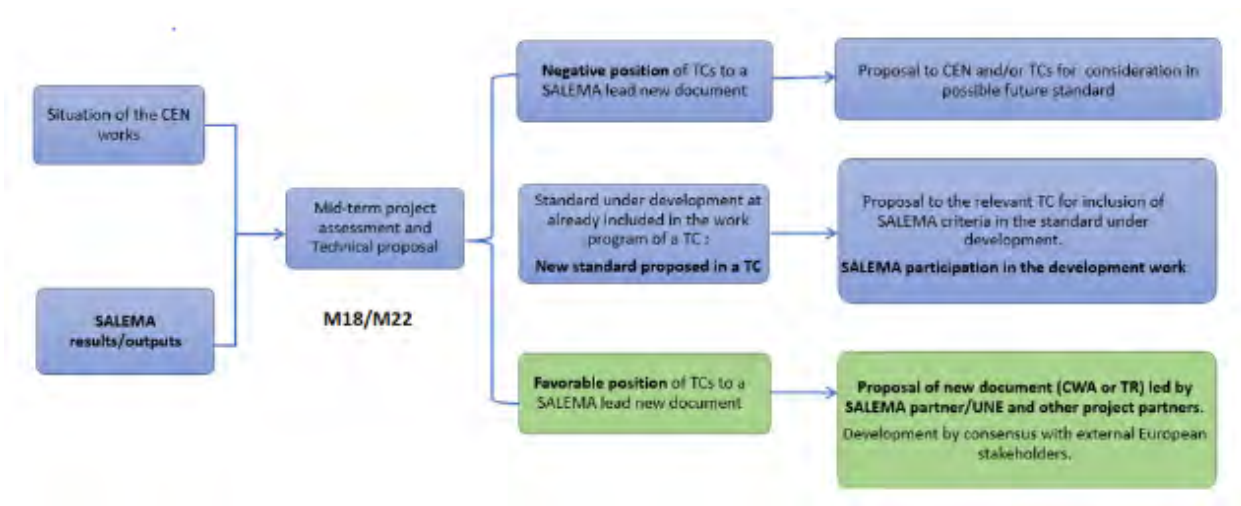 Situation of the CEN
works
SALEMA
results/outputs
Mid-term project
assessment and
Technical proposal
M18/M22
Negative position of TCs to a
SALEMA lead new document
Proposal to CEN and/or TCs for consideration in
possible future standard
Standard under development at
already included in the work
program of a TC :
New standard proposed in a TC
Proposal to the relevant TC for inclusion of
SALEMA criteria in the standard under
development.
SALEMA participation in the development work
Favorable position of TCs to a
SALEMA lead new document
Proposal of new document (CWA or TR) led by
SALEMA partner/UNE and other project partners.
Development by consensus with external European
stakeholders.